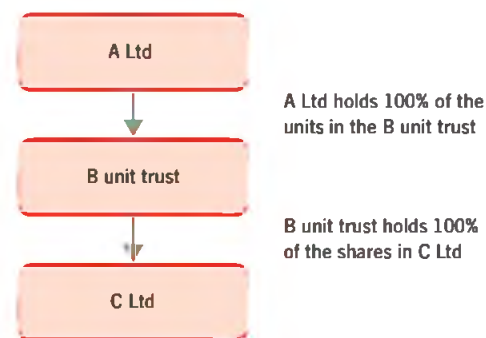 A Ltd
A Ltd holds 100% of the
units in the B unit trust
B unit trust
B unit trust holds 100%
of the shares in C Ltd
C Ltd